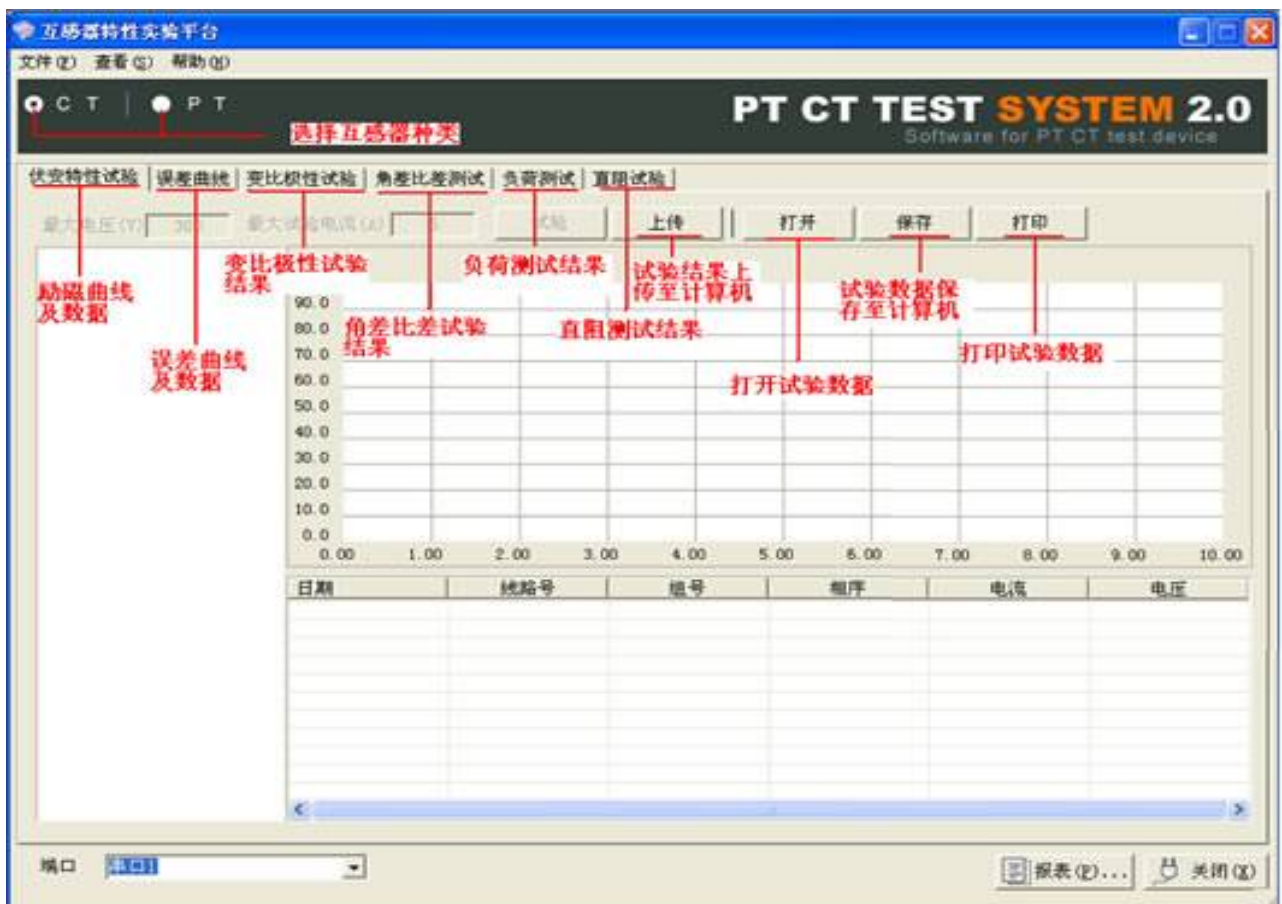 互感器特性实验平台
文件(F) 查看(S) 帮助(H)
CT | PT
PT CT TEST SYSTEM 2.0
Software for PT CT test device
选择互感器种类
伏安特性试验 误差曲线 变比极性试验 角差比差测试 负荷测试 直阻试验
最大电压(V) 300 最大试验电流(A) 5 试验 上传 打开 保存 打印
励磁曲线
及数据
误差曲线
及数据
变比极性试验
结果
角差比差试验
结果
负荷测试结果
直阻测试结果
试验结果上
传至计算机
打开试验数据
试验数据保
存至计算机
打印试验数据
90.0
80.0
70.0
60.0
50.0
40.0
30.0
20.0
10.0
0.0
0.00 1.00 2.00 3.00 4.00 5.00 6.00 7.00 8.00 9.00 10.00
日期 线路号 组号 相序 电流 电压
端口 串口1 报表(P)... 关闭(X)